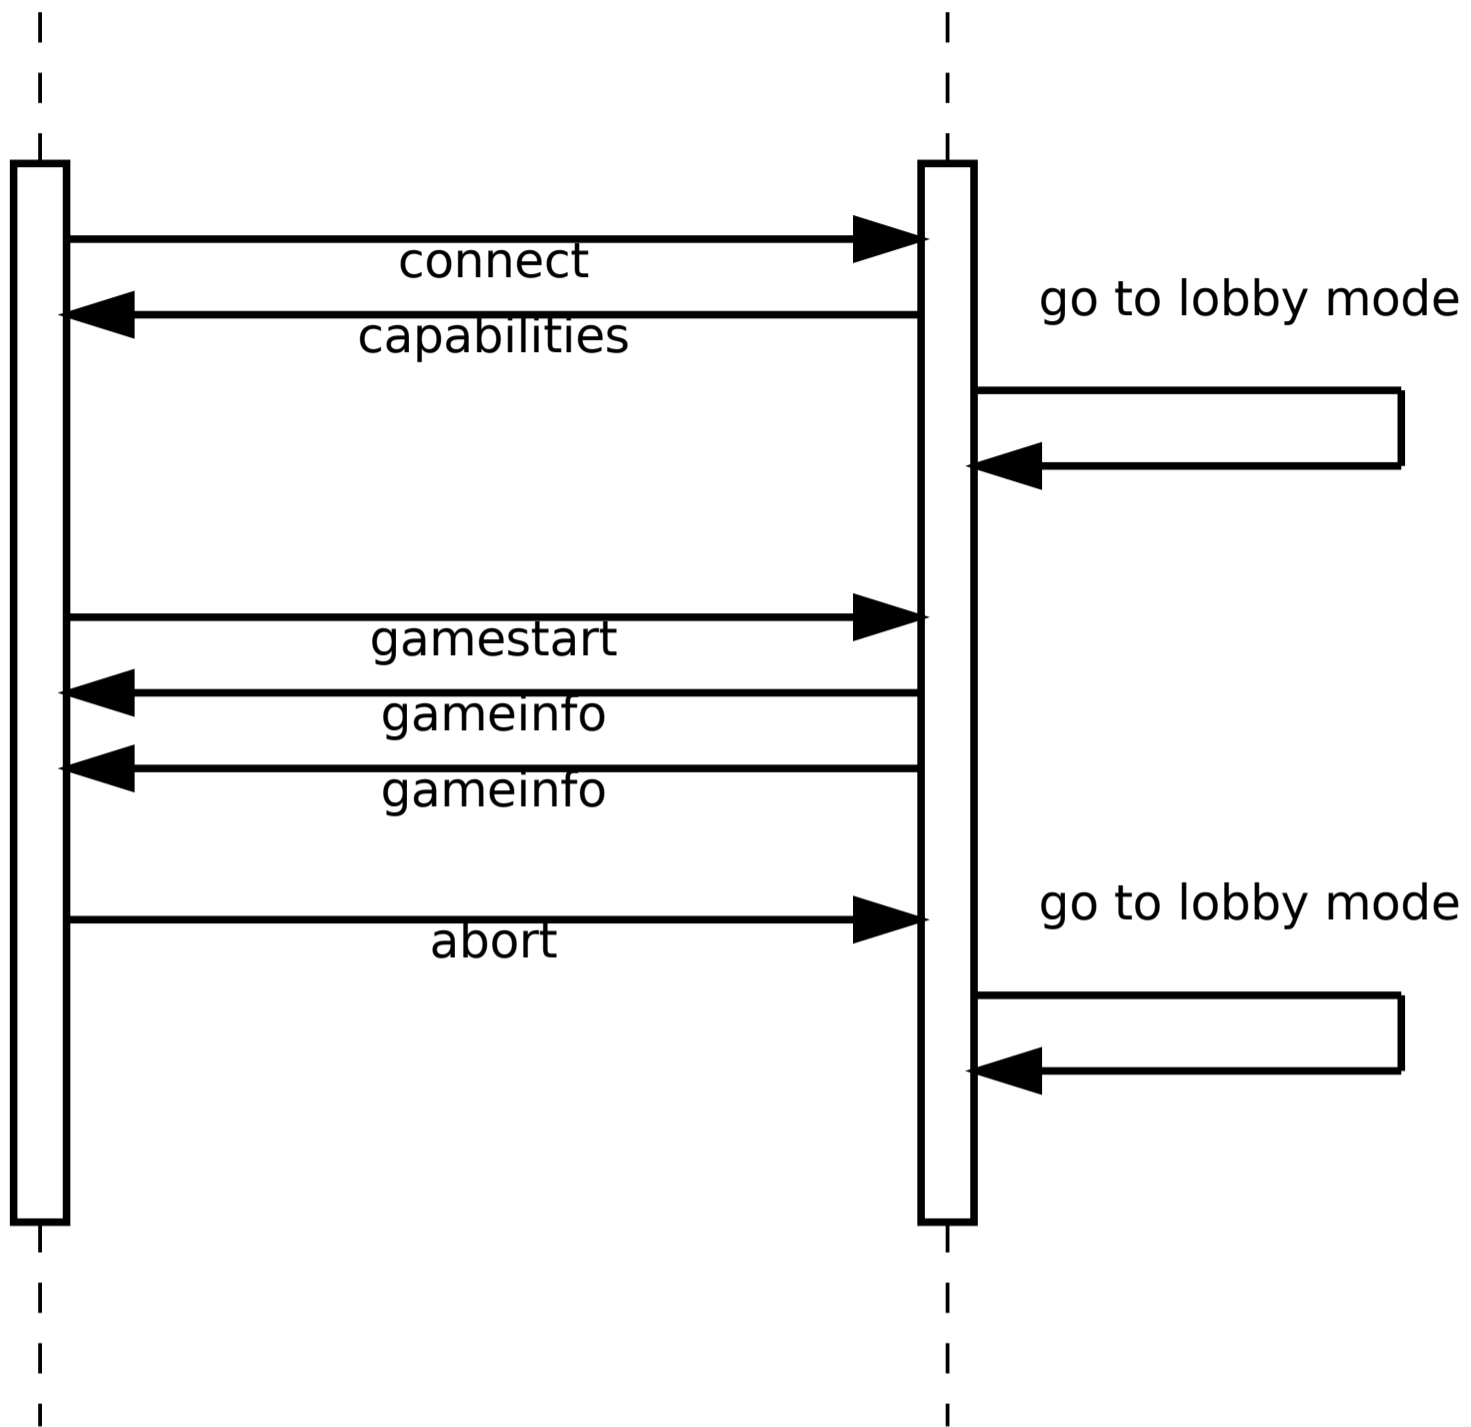 connect
go to lobby mode
capabilities
gamestart
gameinfo
gameinfo
go to lobby mode
abort